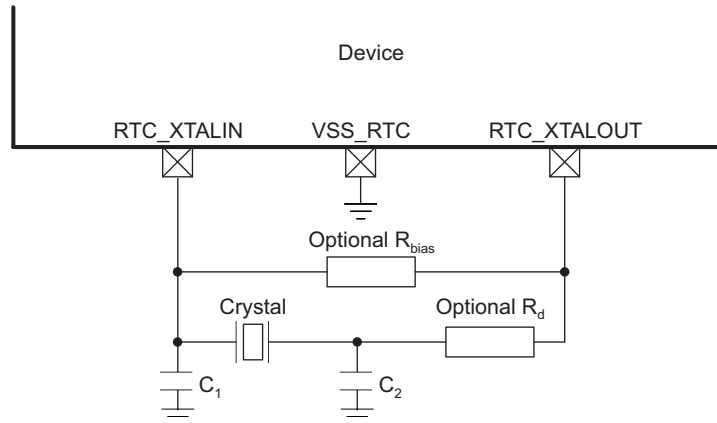 Device
RTC_XTALIN VSS_RTC RTC_XTALOUT
Optional Rbias
Crystal Optional Rd
C1 C2